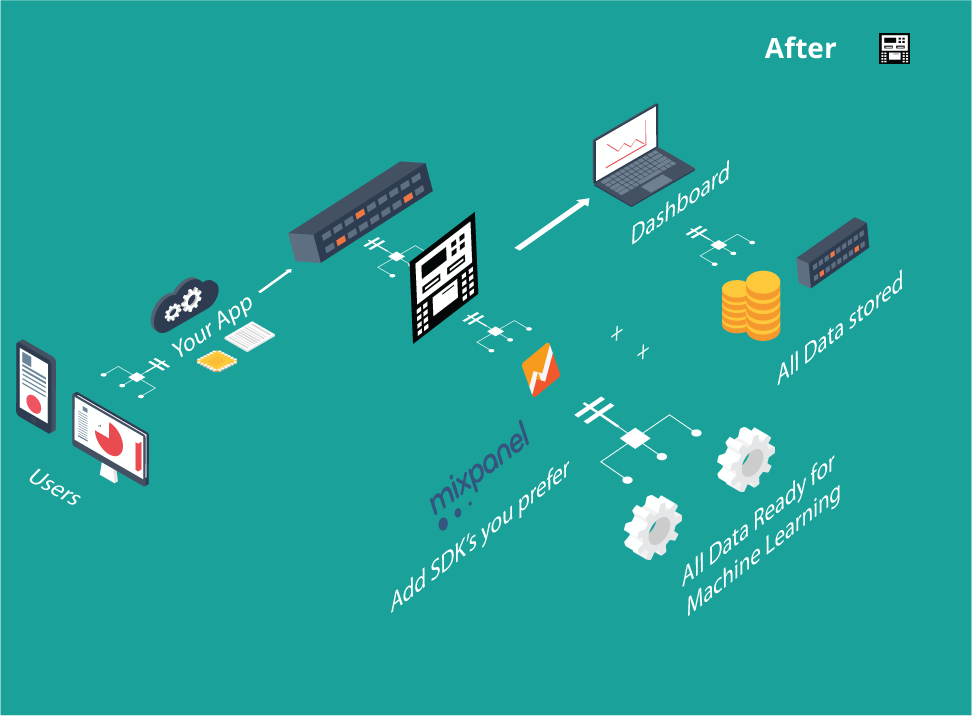 After
Dashboard
Your App
All Data stored
Users
mixpanel
Add SDK's you prefer
All Data Ready for
Machine Learning